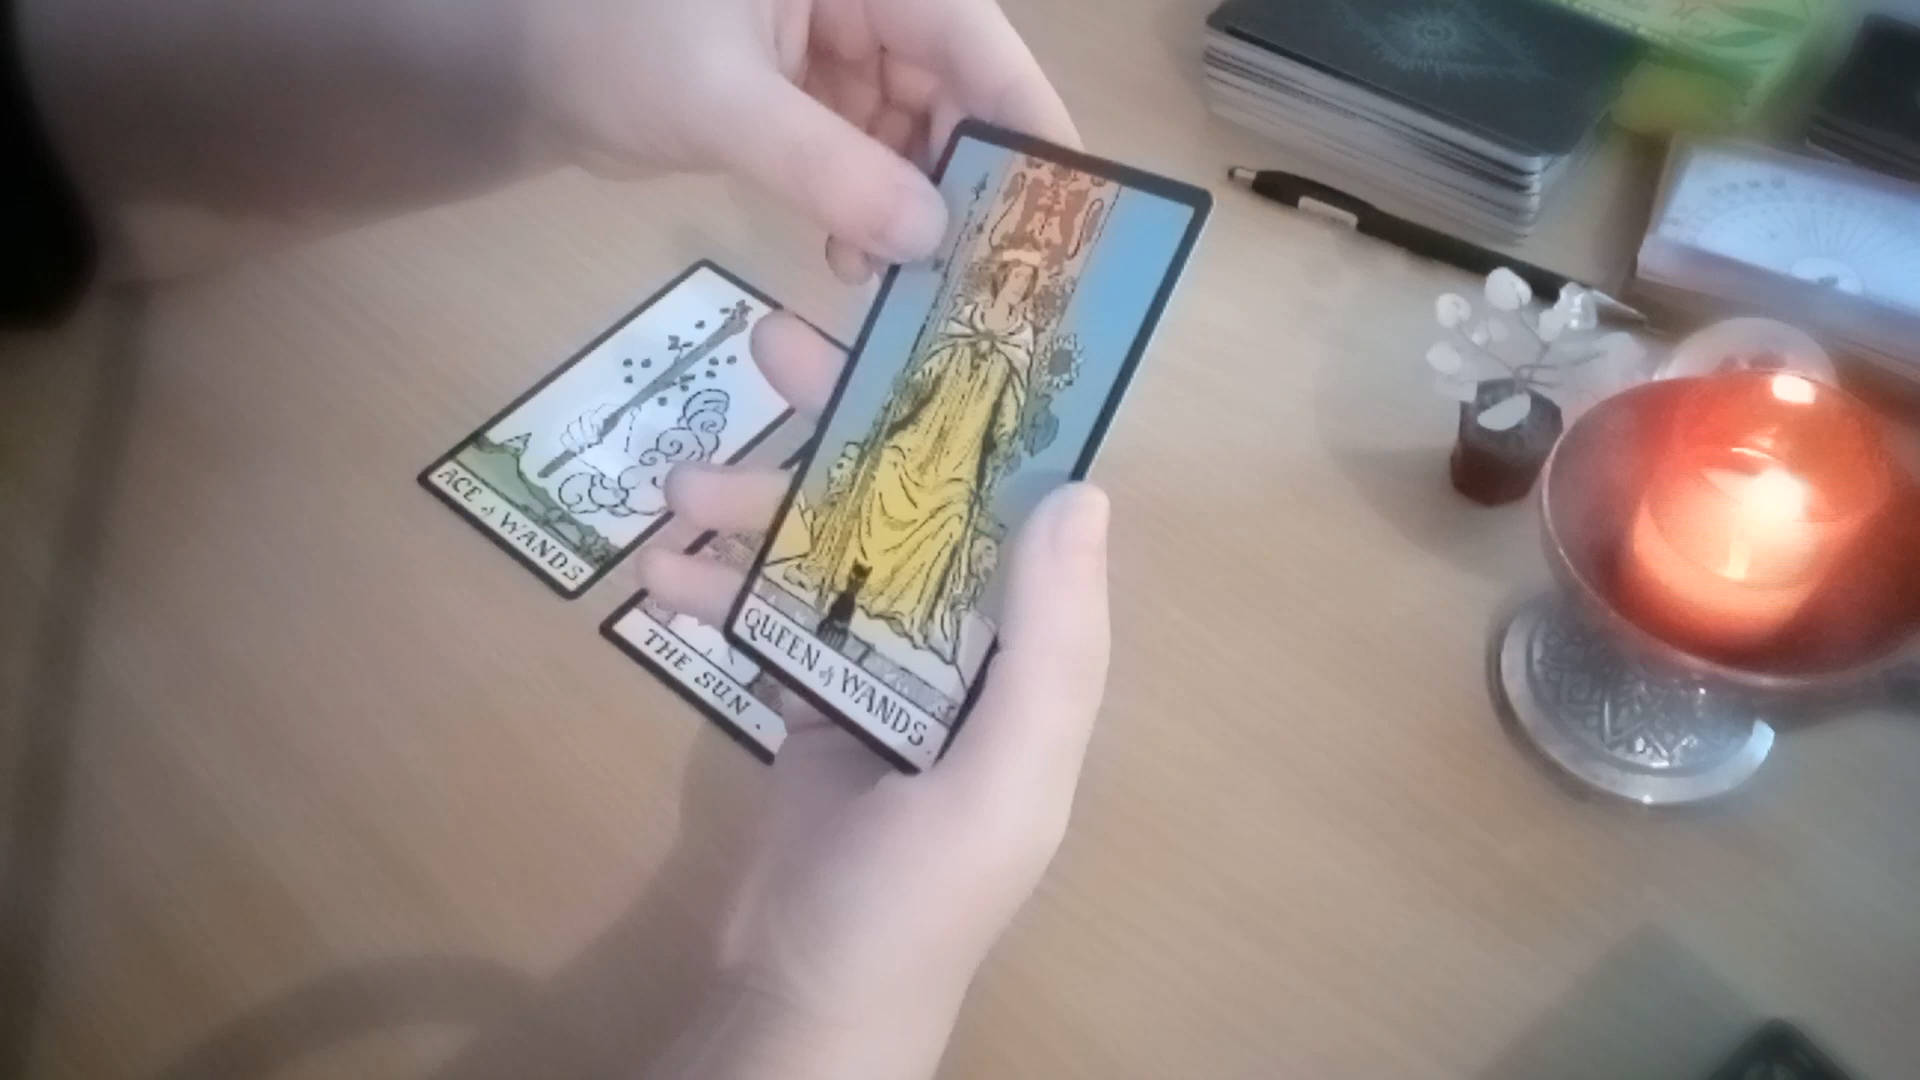 ACE of WANDS
THE SUN.
QUEEN of WANDS.